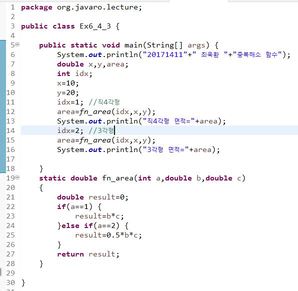 1 package org.javaro.lecture;
2
3 public class Ex6_4_3 {
4
5 public static void main(String[] args) {
6 System.out.println("20171411"+" 최욱환 "+"중복해소 함수");
7 double x,y,area;
8 int idx;
9 x=10;
10 y=20;
11 idx=1; //직4각형
12 area=fn_area(idx,x,y);
13 System.out.println("직4각형 면적="+area);
14 idx=2; //3각형
15 area=fn_area(idx,x,y);
16 System.out.println("3각형 면적="+area);
17
18 }
19 static double fn_area(int a,double b,double c)
20 {
21 double result=0;
22 if(a==1) {
23 result=b*c;
24 }else if(a==2) {
25 result=0.5*b*c;
26 }
27 return result;
28 }
29
30 }
31